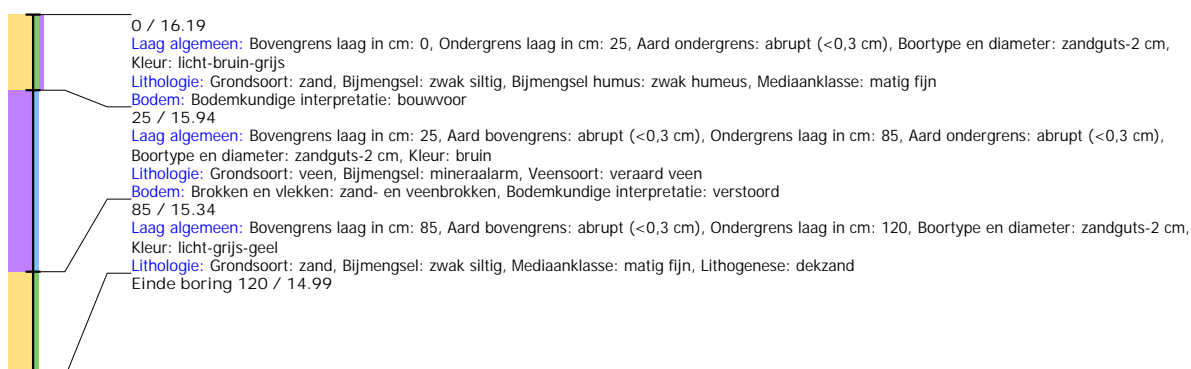 0 / 16.19
Laag algemeen: Bovengrens laag in cm: 0, Ondergrens laag in cm: 25, Aard ondergrens: abrupt (<0,3 cm), Boortype en diameter: zandguts-2 cm,
Kleur: licht-bruin-grijs
Lithologie: Grondsoort: zand, Bijmengsel: zwak siltig, Bijmengsel humus: zwak humeus, Mediaanklasse: matig fijn
Bodem: Bodemkundige interpretatie: bouwvoor
25 / 15.94
Laag algemeen: Bovengrens laag in cm: 25, Aard bovengrens: abrupt (<0,3 cm), Ondergrens laag in cm: 85, Aard ondergrens: abrupt (<0,3 cm),
Boortype en diameter: zandguts-2 cm, Kleur: bruin
Lithologie: Grondsoort: veen, Bijmengsel: mineraalarm, Veensoort: veraard veen
Bodem: Brokken en vlekken: zand- en veenbrokken, Bodemkundige interpretatie: verstoord
85 / 15.34
Laag algemeen: Bovengrens laag in cm: 85, Aard bovengrens: abrupt (<0,3 cm), Ondergrens laag in cm: 120, Boortype en diameter: zandguts-2 cm,
Kleur: licht-grijs-geel
Lithologie: Grondsoort: zand, Bijmengsel: zwak siltig, Mediaanklasse: matig fijn, Lithogenese: dekzand
Einde boring 120 / 14.99